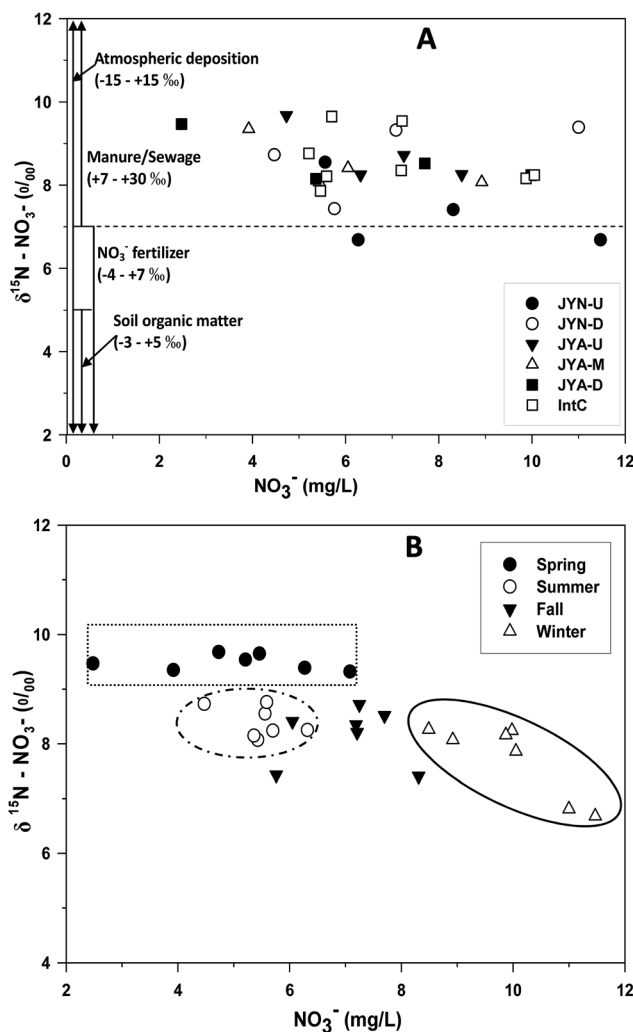 A
12
10
8
6
4
2
δ¹⁵N - NO₃- (0/₀₀)
Atmospheric deposition
(-15 - +15 ‰)
Manure/Sewage
(+7 - +30 ‰)
NO₃⁻ fertilizer
(-4 - +7 ‰)
Soil organic matter
(-3 - +5 ‰)
JYN-U
JYN-D
JYA-U
JYA-M
JYA-D
IntC
0 2 4 6 8 10 12
NO₃⁻ (mg/L)
B
12
10
8
6
4
δ ¹⁵N - NO₃- (0/₀₀)
Spring
Summer
Fall
Winter
2 4 6 8 10 12
NO₃⁻ (mg/L)